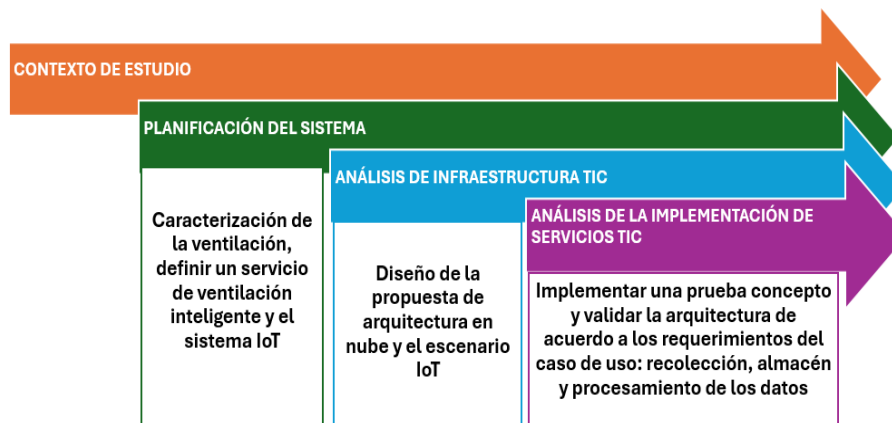 CONTEXTO DE ESTUDIO
PLANIFICACIÓN DEL SISTEMA
Caracterización de
la ventilación,
definir un servicio
de ventilación
inteligente y el
sistema IoT
ANÁLISIS DE INFRAESTRUCTURA TIC
Diseño de la
propuesta de
arquitectura en
nube y el escenario
IoT
ANÁLISIS DE LA IMPLEMENTACIÓN DE
SERVICIOS TIC
Implementar una prueba concepto
y validar la arquitectura de
acuerdo a los requerimientos del
caso de uso: recolección, almacén
y procesamiento de los datos